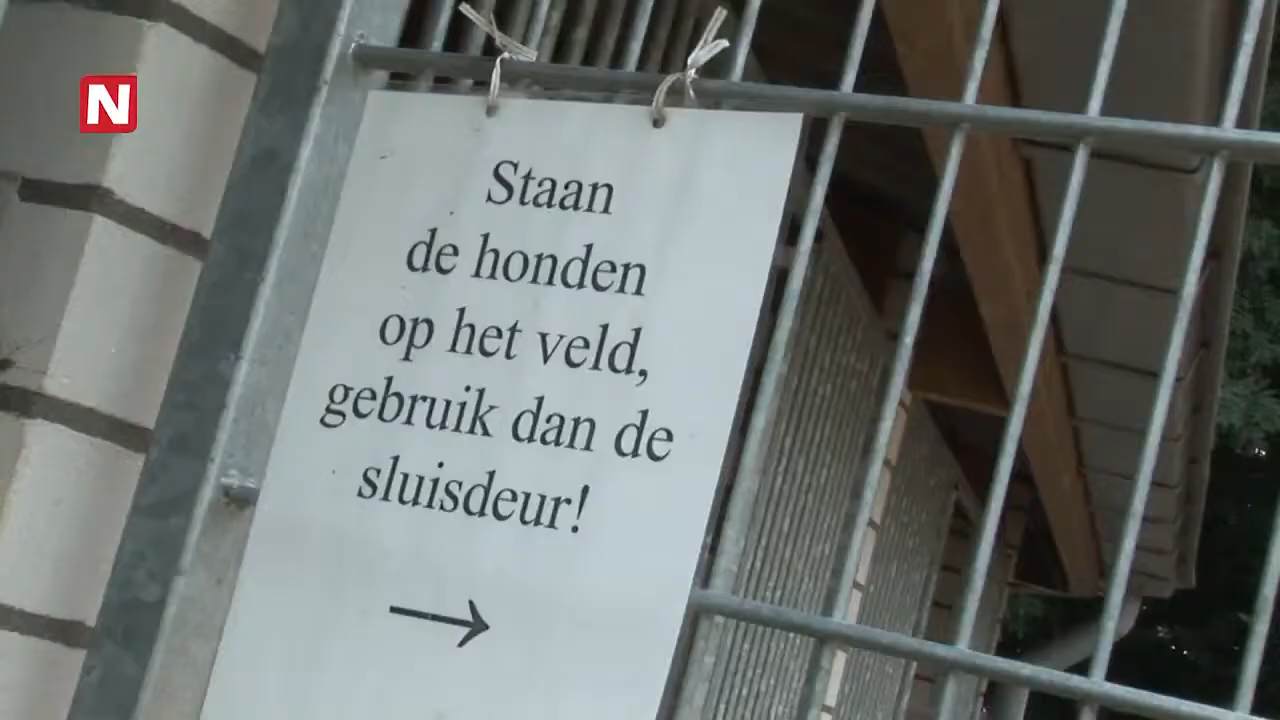 N
Staan
de honden
op het veld,
gebruik dan de
sluisdeur!
→